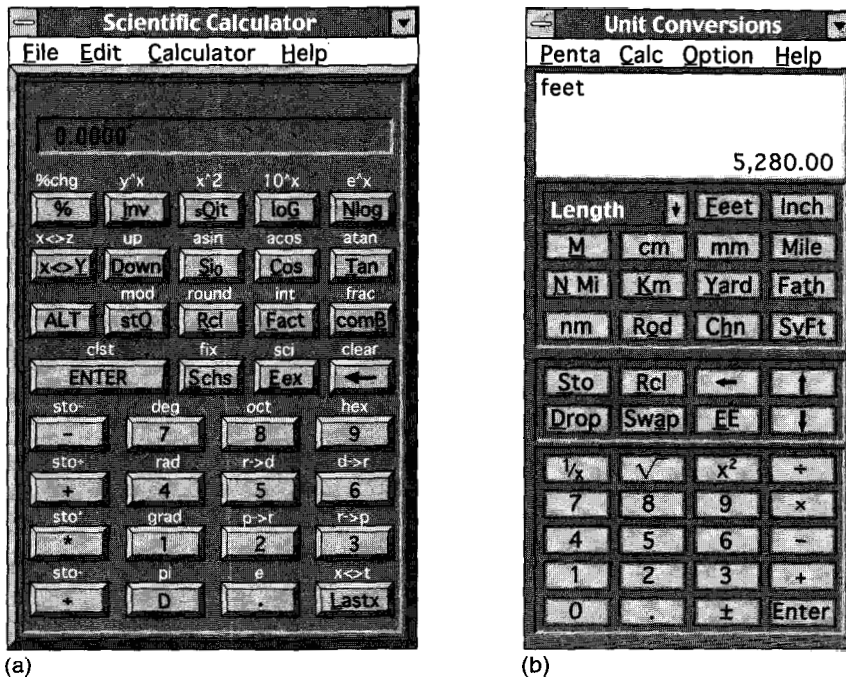 Scientific Calculator
File Edit Calculator Help
0.0000
%chg y^x x^2 10^x e^x
% Inv sQit loG Nlog
x<>z up asin acos atan
x<>Y Down Sin Cos Tan
mod round int frac
ALT stO Rcl Fact comB
clst fix sci clear
ENTER Schs Eex ←
sto- deg oct hex
- 7 8 9
sto+ rad r->d d->r
+ 4 5 6
sto* grad p->r r->p
* 1 2 3
sto÷ pi e x<>t
÷ D . Lastx
(a)
Unit Conversions
Penta Calc Option Help
feet
5,280.00
Length Feet Inch
M cm mm Mile
N Mi Km Yard Fath
nm Rod Chn SvFt
Sto Rcl ← ↑
Drop Swap EE ↓
1/x √ x² ÷
7 8 9 ×
4 5 6 −
1 2 3 +
0 . ± Enter
(b)